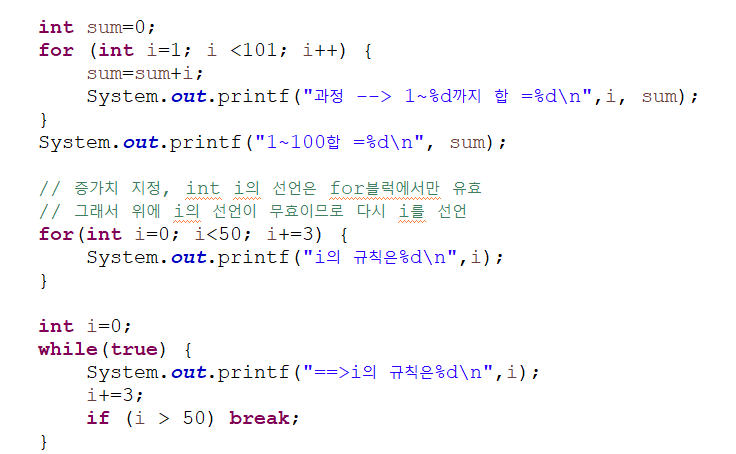 int sum=0;
for (int i=1; i <101; i++) {
sum=sum+i;
System.out.printf("과정 --> 1~%d까지 합 =%d\n",i, sum);
}
System.out.printf("1~100합 =%d\n", sum);
// 증가치 지정, int i의 선언은 for블럭에서만 유효
// 그래서 위에 i의 선언이 무효이므로 다시 i를 선언
for(int i=0; i<50; i+=3) {
System.out.printf("i의 규칙은%d\n",i);
}
int i=0;
while(true) {
System.out.printf("==>i의 규칙은%d\n",i);
i+=3;
if (i > 50) break;
}